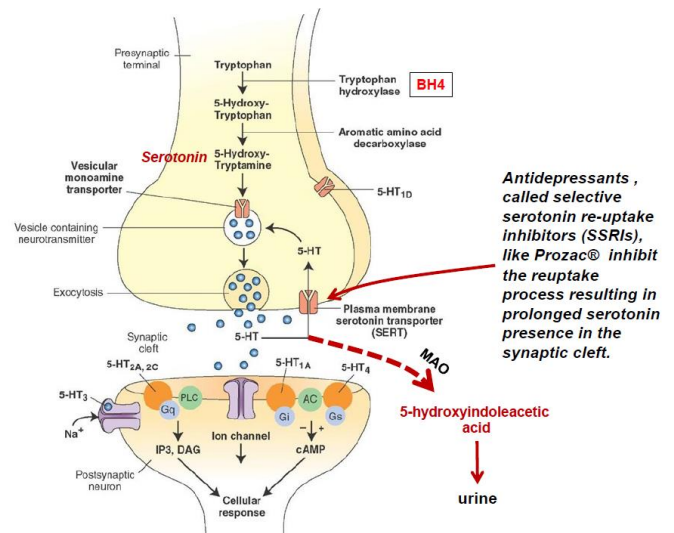 Presynaptic
terminal
Tryptophan
Tryptophan
hydroxylase
BH4
5-Hydroxy-
Tryptophan
Aromatic amino acid
decarboxylase
Serotonin
5-Hydroxy-
Tryptamine
Vesicular
monoamine
transporter
5-HT1D
Vesicle containing
neurotransmitter
5-HT
Exocytosis
Plasma membrane
serotonin transporter
(SERT)
Antidepressants ,
called selective
serotonin re-uptake
inhibitors (SSRIs),
like Prozac® inhibit
the reuptake
process resulting in
prolonged serotonin
presence in the
synaptic cleft.
Synaptic
cleft
5-HT
MAO
5-HT2A, 2C
5-HT1A
5-HT4
5-HT3
PLC
Gq
AC
Gi
Gs
Na+
Ion channel
– +
IP3, DAG
cAMP
5-hydroxyindoleacetic
acid
Postsynaptic
neuron
Cellular
response
urine